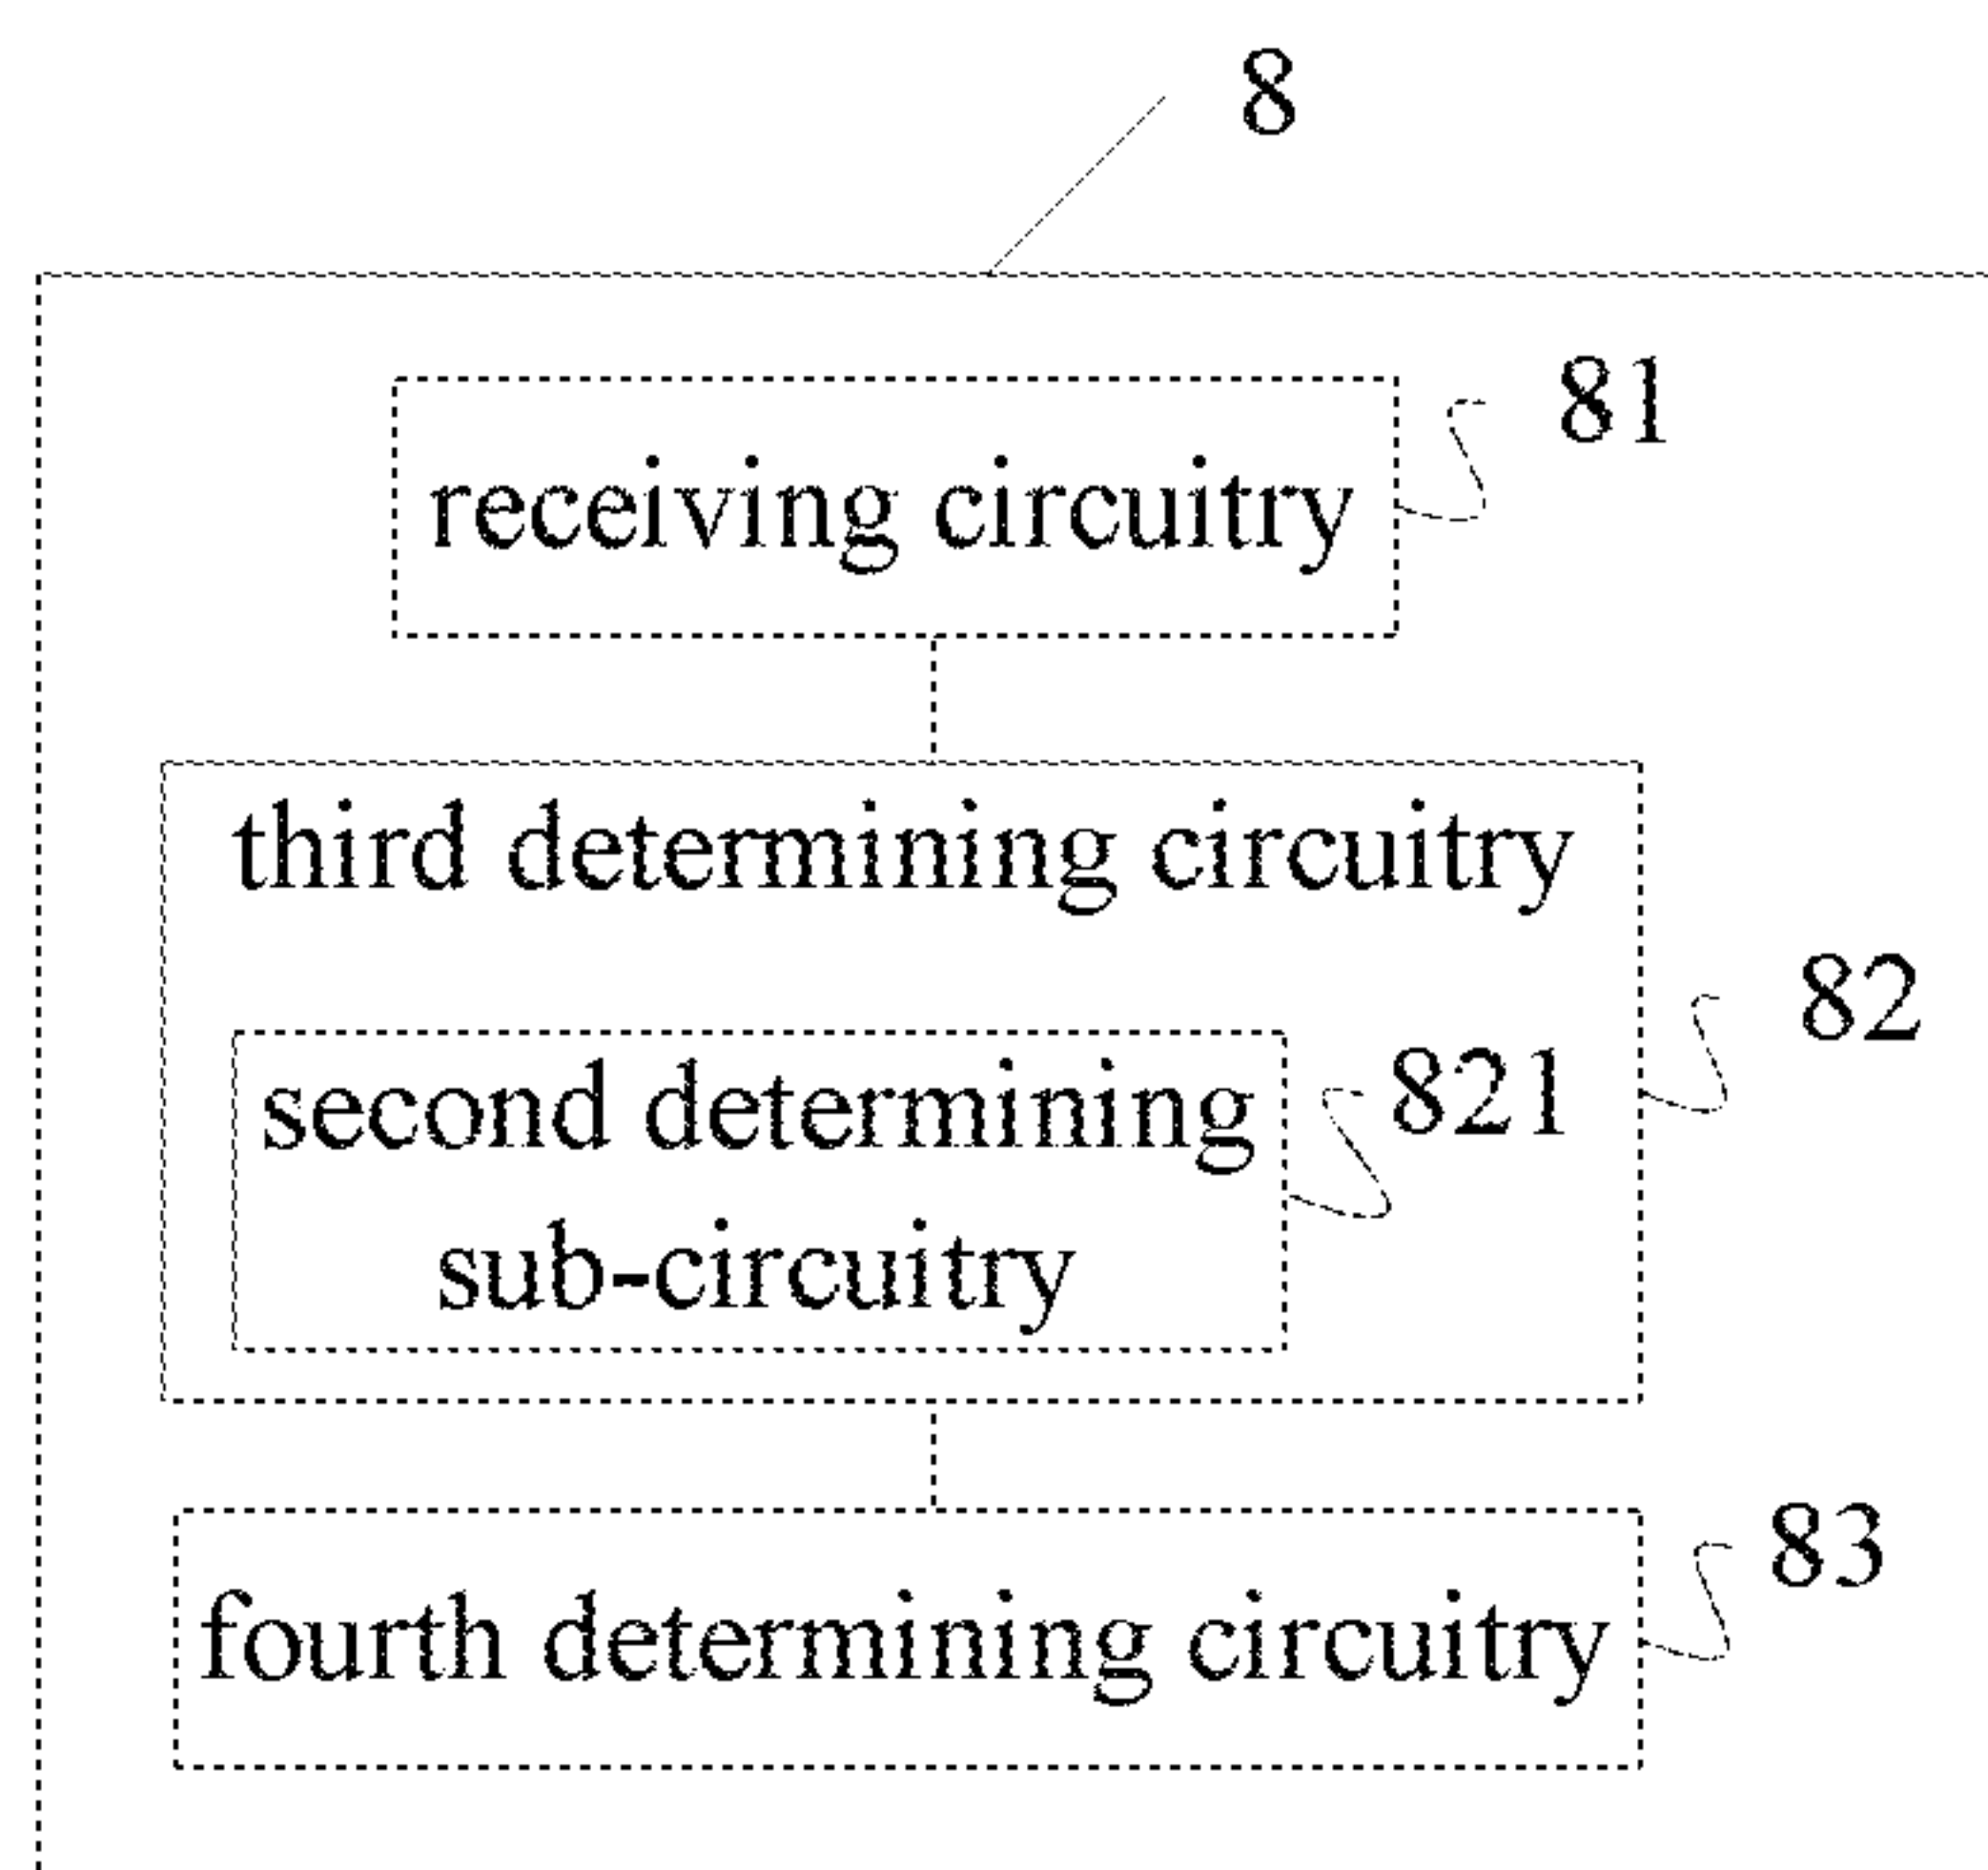 8
81
receiving circuitry
third determining circuitry
82
second determining
821
sub-circuitry
83
fourth determining circuitry